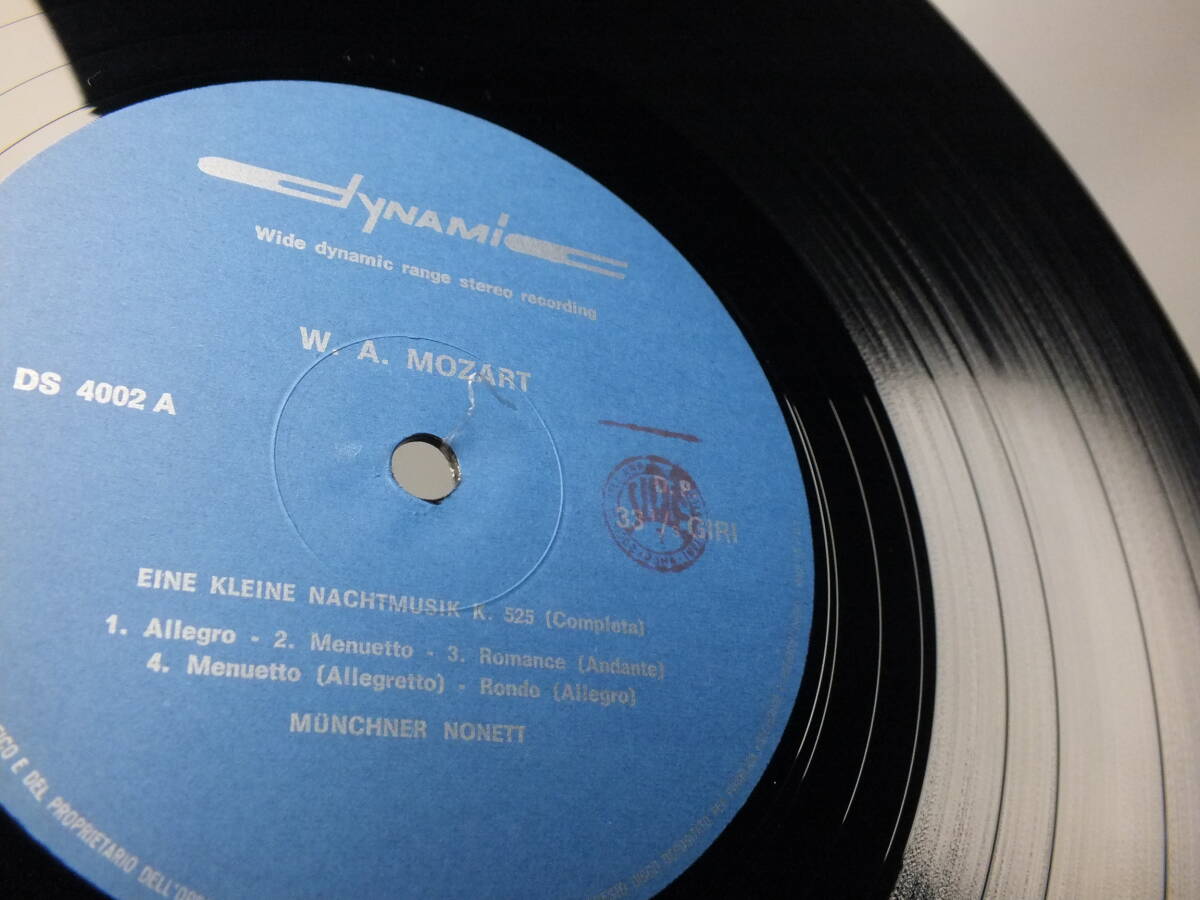 dynamic
Wide dynamic range stereo recording
W. A. MOZART
DS 4002 A
D. P.
33 GIRI
EINE KLEINE NACHTMUSIK K. 525 (Completa)
1. Allegro - 2. Menuetto - 3. Romance (Andante)
4. Menuetto (Allegretto) - Rondo (Allegro)
MÜNCHNER NONETT
E DEL PROPRIETARIO